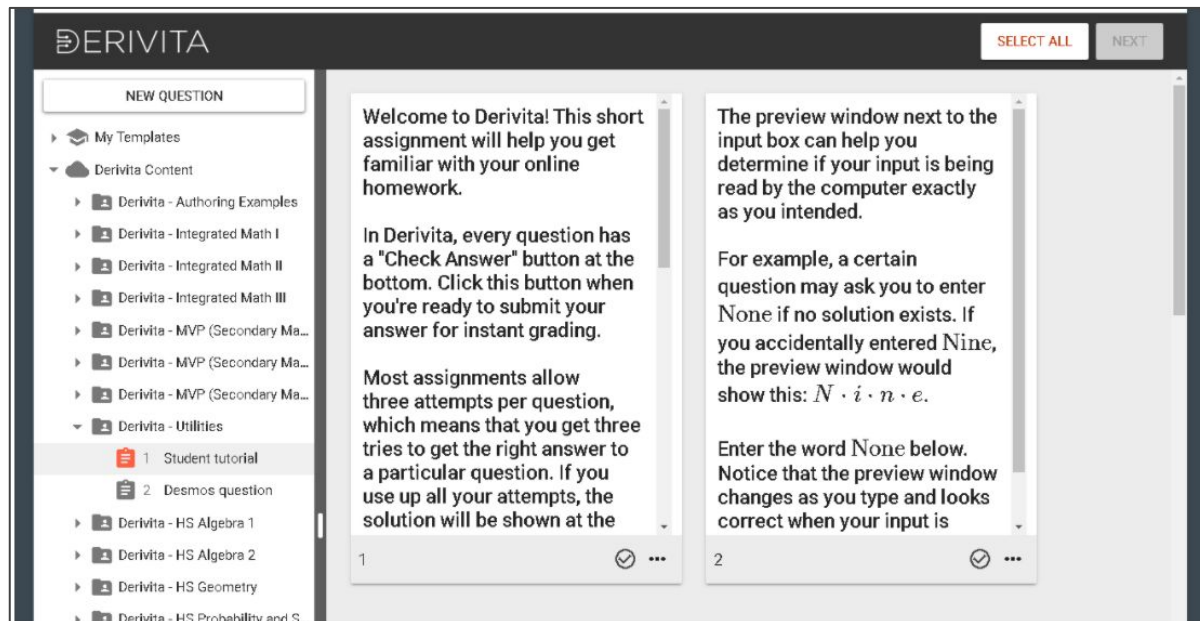 DERIVITA
SELECT ALL
NEXT
NEW QUESTION
My Templates
Derivita Content
Derivita - Authoring Examples
Derivita - Integrated Math I
Derivita - Integrated Math II
Derivita - Integrated Math III
Derivita - MVP (Secondary Ma...
Derivita - MVP (Secondary Ma...
Derivita - MVP (Secondary Ma...
Derivita - Utilities
1 Student tutorial
2 Desmos question
Derivita - HS Algebra 1
Derivita - HS Algebra 2
Derivita - HS Geometry
Derivita - HS Probability and S
Welcome to Derivita! This short
assignment will help you get
familiar with your online
homework.
In Derivita, every question has
a "Check Answer" button at the
bottom. Click this button when
you're ready to submit your
answer for instant grading.
Most assignments allow
three attempts per question,
which means that you get three
tries to get the right answer to
a particular question. If you
use up all your attempts, the
solution will be shown at the
1
The preview window next to the
input box can help you
determine if your input is being
read by the computer exactly
as you intended.
For example, a certain
question may ask you to enter
None if no solution exists. If
you accidentally entered Nine,
the preview window would
show this: N · i · n · e.
Enter the word None below.
Notice that the preview window
changes as you type and looks
correct when your input is
2